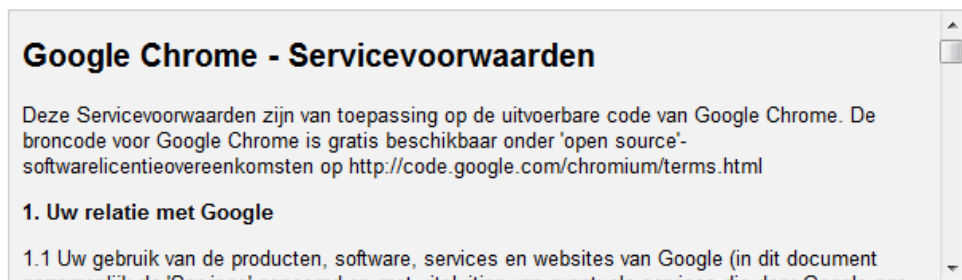 Google Chrome - Servicevoorwaarden
Deze Servicevoorwaarden zijn van toepassing op de uitvoerbare code van Google Chrome. De
broncode voor Google Chrome is gratis beschikbaar onder 'open source'-
softwarelicentieovereenkomsten op http://code.google.com/chromium/terms.html
1. Uw relatie met Google
1.1 Uw gebruik van de producten, software, services en websites van Google (in dit document